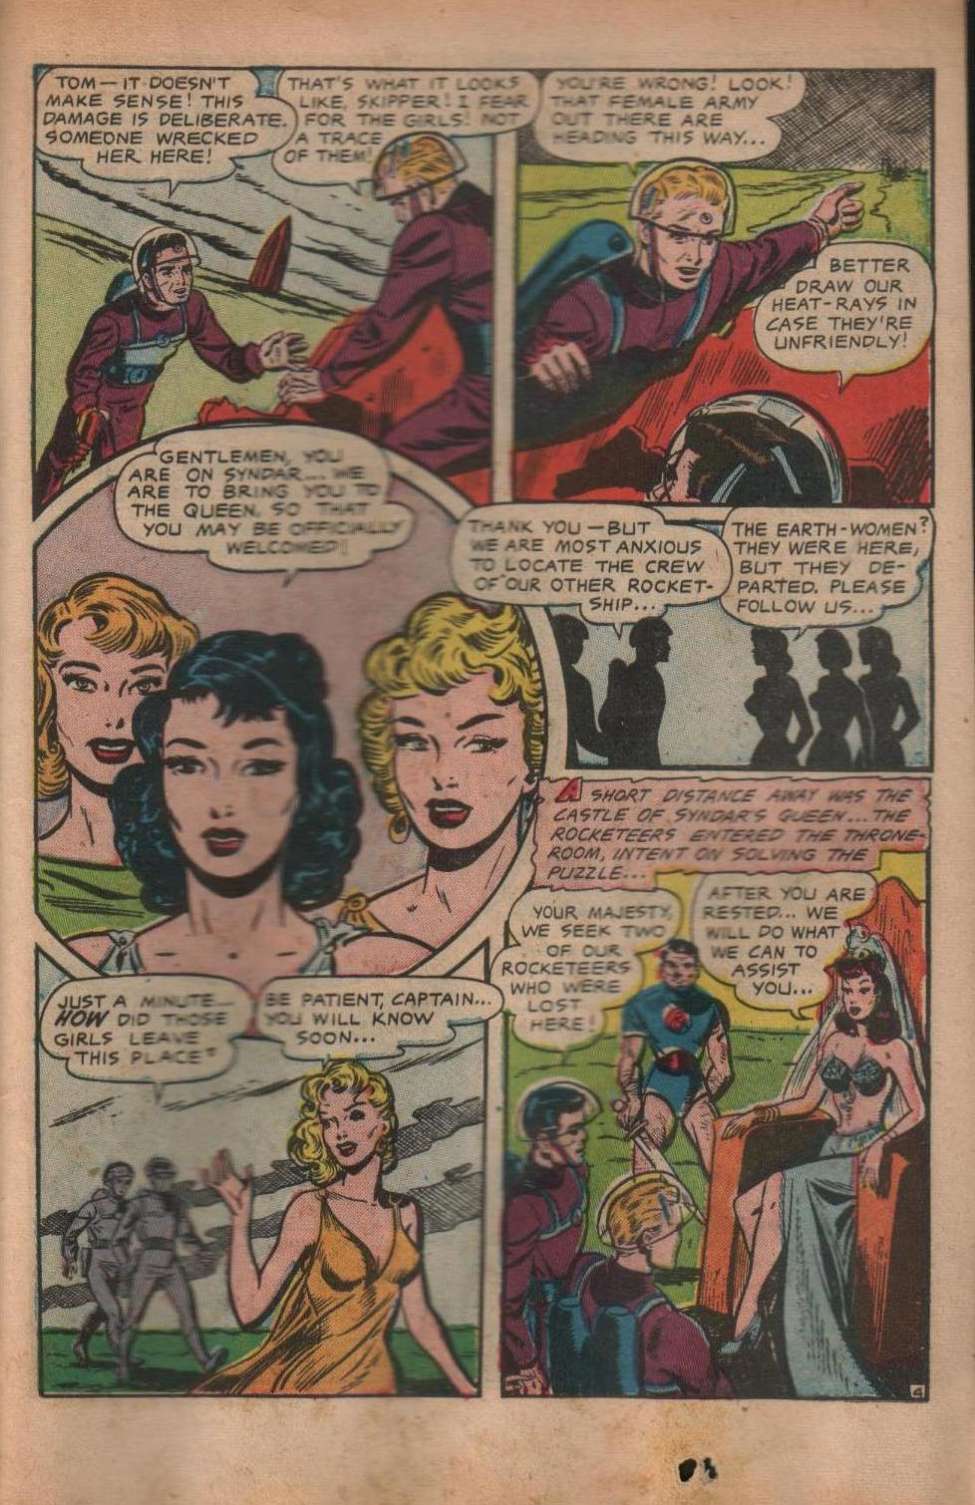 TOM—IT DOESN'T
MAKE SENSE! THIS
DAMAGE IS DELIBERATE.
SOMEONE WRECKED
HER HERE!
THAT'S WHAT IT LOOKS
LIKE, SKIPPER! I FEAR
FOR THE GIRLS! NOT
A TRACE
OF THEM!
YOU'RE WRONG! LOOK!
THAT FEMALE ARMY
OUT THERE ARE
HEADING THIS WAY...
BETTER
DRAW OUR
HEAT-RAYS IN
CASE THEY'RE
UNFRIENDLY!
GENTLEMEN, YOU
ARE ON SYNDAR... WE
ARE TO BRING YOU TO
THE QUEEN, SO THAT
YOU MAY BE OFFICIALLY
WELCOMED!
THANK YOU—BUT
WE ARE MOST ANXIOUS
TO LOCATE THE CREW
OF OUR OTHER ROCKET-
SHIP...
THE EARTH-WOMEN?
THEY WERE HERE,
BUT THEY DE-
PARTED. PLEASE
FOLLOW US...
JUST A MINUTE...
HOW DID THOSE
GIRLS LEAVE
THIS PLACE?
BE PATIENT, CAPTAIN...
YOU WILL KNOW
SOON...
A SHORT DISTANCE AWAY WAS THE
CASTLE OF SYNDAR'S QUEEN... THE
ROCKETEERS ENTERED THE THRONE-
ROOM, INTENT ON SOLVING THE
PUZZLE...
YOUR MAJESTY,
WE SEEK TWO
OF OUR
ROCKETEERS
WHO WERE
LOST
HERE!
AFTER YOU ARE
RESTED... WE
WILL DO WHAT
WE CAN TO
ASSIST
YOU...
4